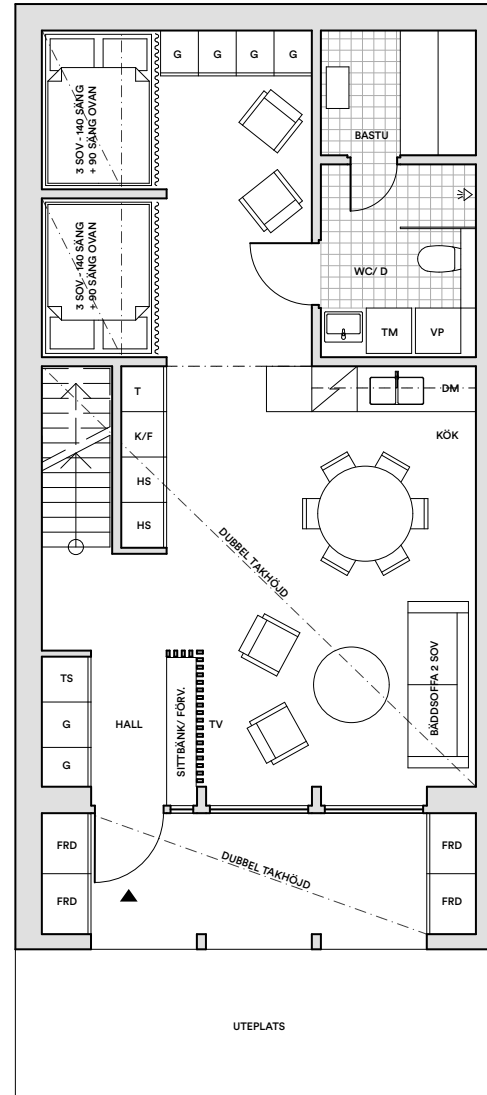 G G G G
3 SOV - 140 SÄNG
+ 90 SÄNG OVAN
BASTU
3 SOV - 140 SÄNG
+ 90 SÄNG OVAN
WC/ D
TM VP
T
DM
K/F
KÖK
HS
HS
DUBBEL TAKHÖJD
BÄDDSOFFA 2 SOV
TS
G
HALL
SITTBÄNK/ FÖRV.
TV
G
FRD
FRD
DUBBEL TAKHÖJD
FRD
FRD
UTEPLATS